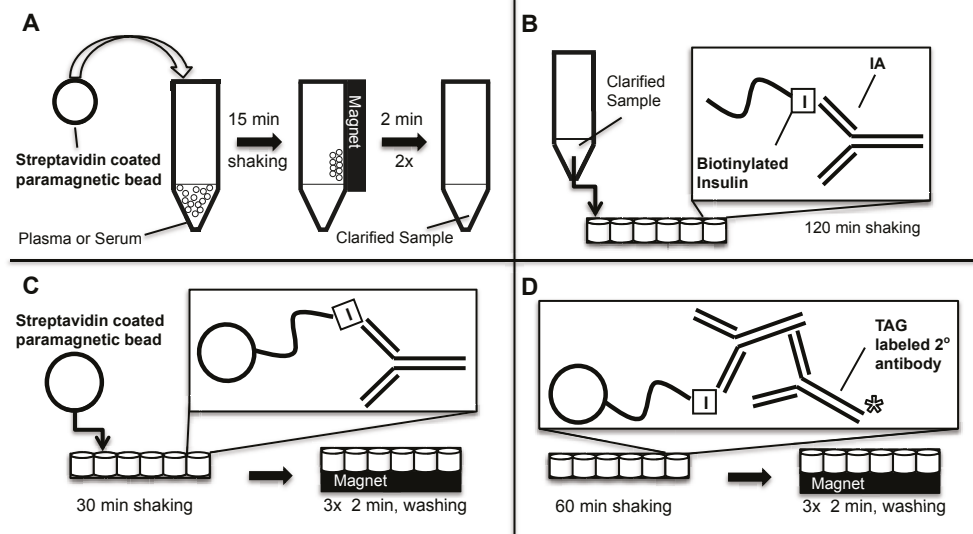 A
15 min
shaking
Magnet
2 min
2x
Streptavidin coated
paramagnetic bead
Plasma or Serum
Clarified Sample
B
Clarified
Sample
IA
I
Biotinylated
Insulin
120 min shaking
C
Streptavidin coated
paramagnetic bead
I
30 min shaking
Magnet
3x 2 min, washing
D
TAG
labeled 2º
antibody
I
*
60 min shaking
Magnet
3x 2 min, washing